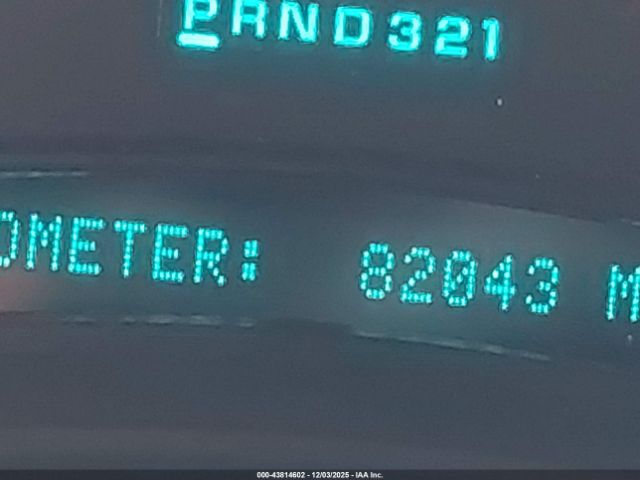 PRND321
OMETER: 82043 M
000-43814602 - 12/03/2025 - IAA Inc.